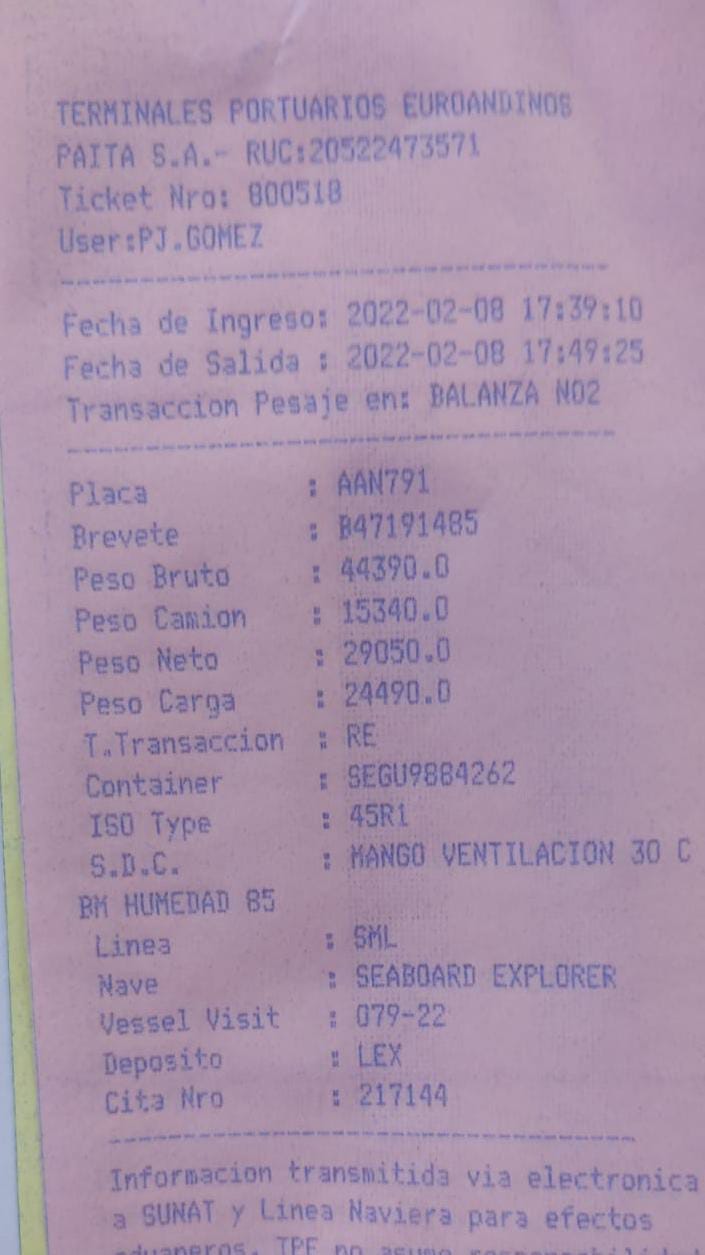 TERMINALES PORTUARIOS EUROANDINOS
PAITA S.A.- RUC:20522473571
Ticket Nro: 800518
User:PJ.GOMEZ
Fecha de Ingreso: 2022-02-08 17:39:10
Fecha de Salida : 2022-02-08 17:49:25
Transaccion Pesaje en: BALANZA N02
Placa : AAN791
Brevete : B47191485
Peso Bruto : 44390.0
Peso Camion : 15340.0
Peso Neto : 29050.0
Peso Carga : 24490.0
T.Transaccion : RE
Container : SEGU9884262
ISO Type : 45R1
S.D.C. : MANGO VENTILACION 30 C
BM HUMEDAD 85
Linea : SML
Nave : SEABOARD EXPLORER
Vessel Visit : 079-22
Deposito : LEX
Cita Nro : 217144
Informacion transmitida via electronica
a SUNAT y Linea Naviera para efectos
aduaneros. TPE no asume